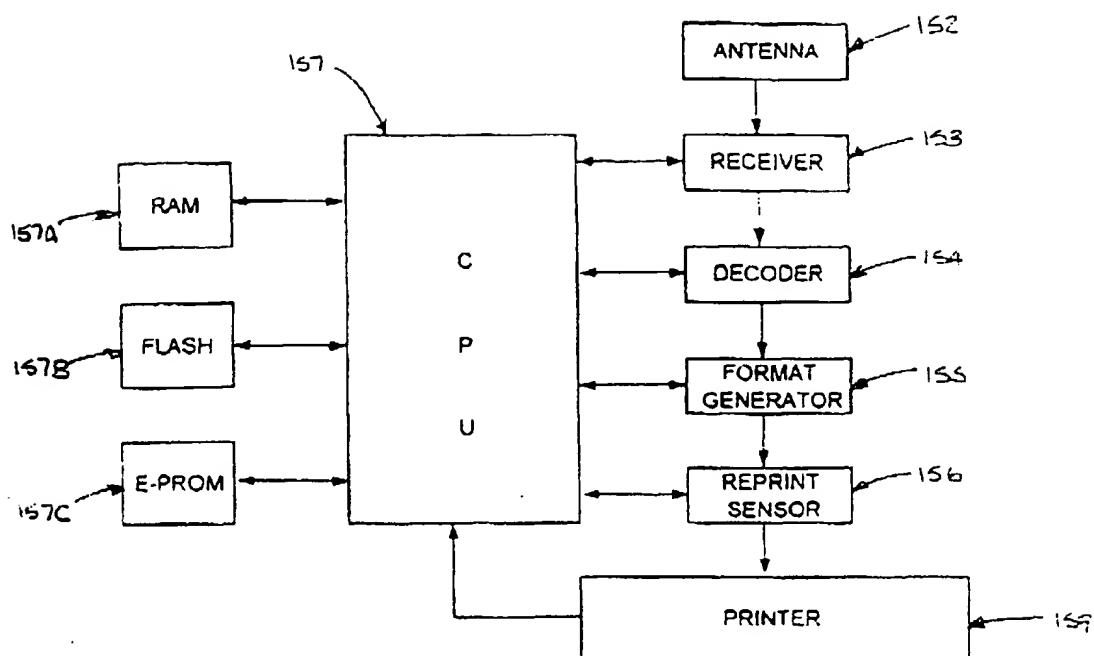 152
ANTENNA
157
153
RECEIVER
RAM
157A
C
P
U
154
DECODER
FLASH
157B
FORMAT
GENERATOR
155
E-PROM
157C
REPRINT
SENSOR
156
PRINTER
159